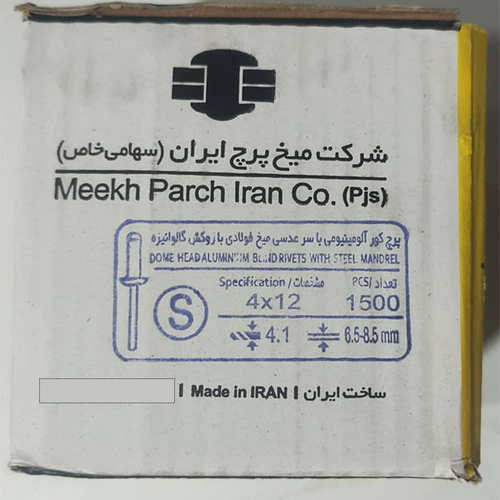 شرکت میخ پرچ ایران (سهامی خاص)
Meekh Parch Iran Co. (Pjs)
پرچ کور آلومینیومی با سر عدسی میخ فولادی با روکش گالوانیزه
DOME HEAD ALUMINIUM BLIND RIVETS WITH STEEL MANDREL
Specification / مشخصات تعداد / PCS
S 4x12 1500
4.1 6.5-8.5 mm
I Made in IRAN I ساخت ایران